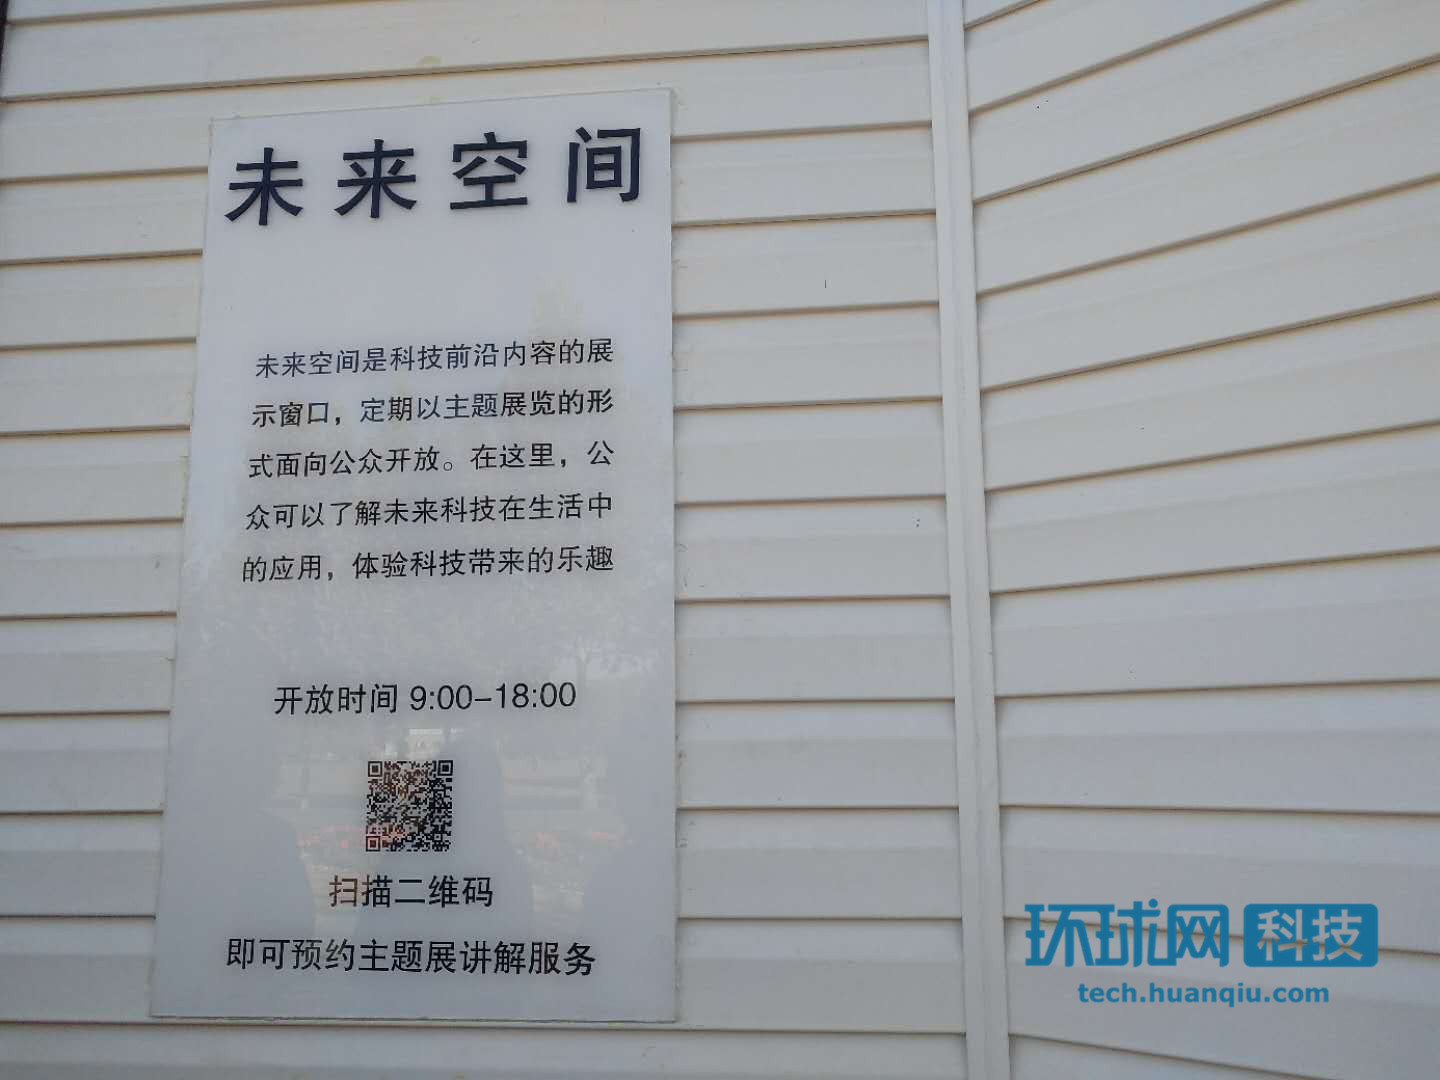 未来空间
未来空间是科技前沿内容的展
示窗口，定期以主题展览的形
式面向公众开放。在这里，公
众可以了解未来科技在生活中
的应用，体验科技带来的乐趣
开放时间 9:00-18:00
扫描二维码
即可预约主题展讲解服务
环球网 科技
tech.huanqiu.com